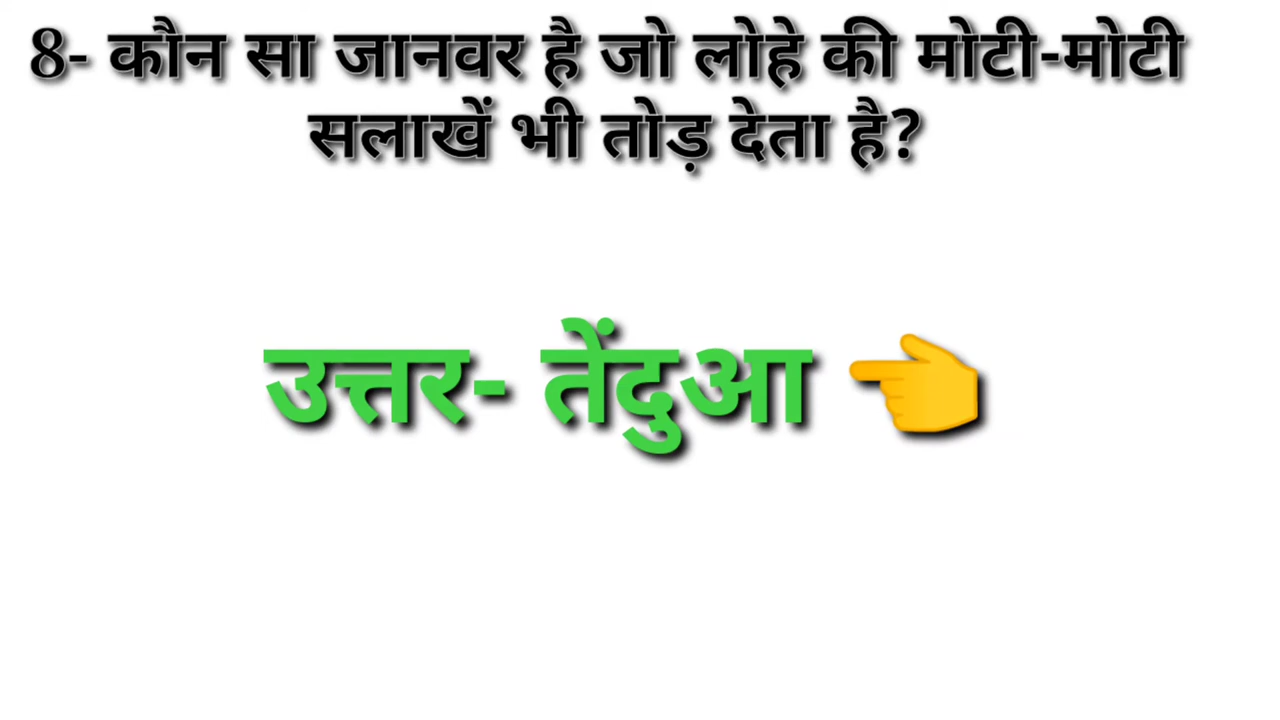 8- कौन सा जानवर है जो लोहे की मोटी-मोटी
सलाखें भी तोड़ देता है?
उत्तर- तेंदुआ 👈